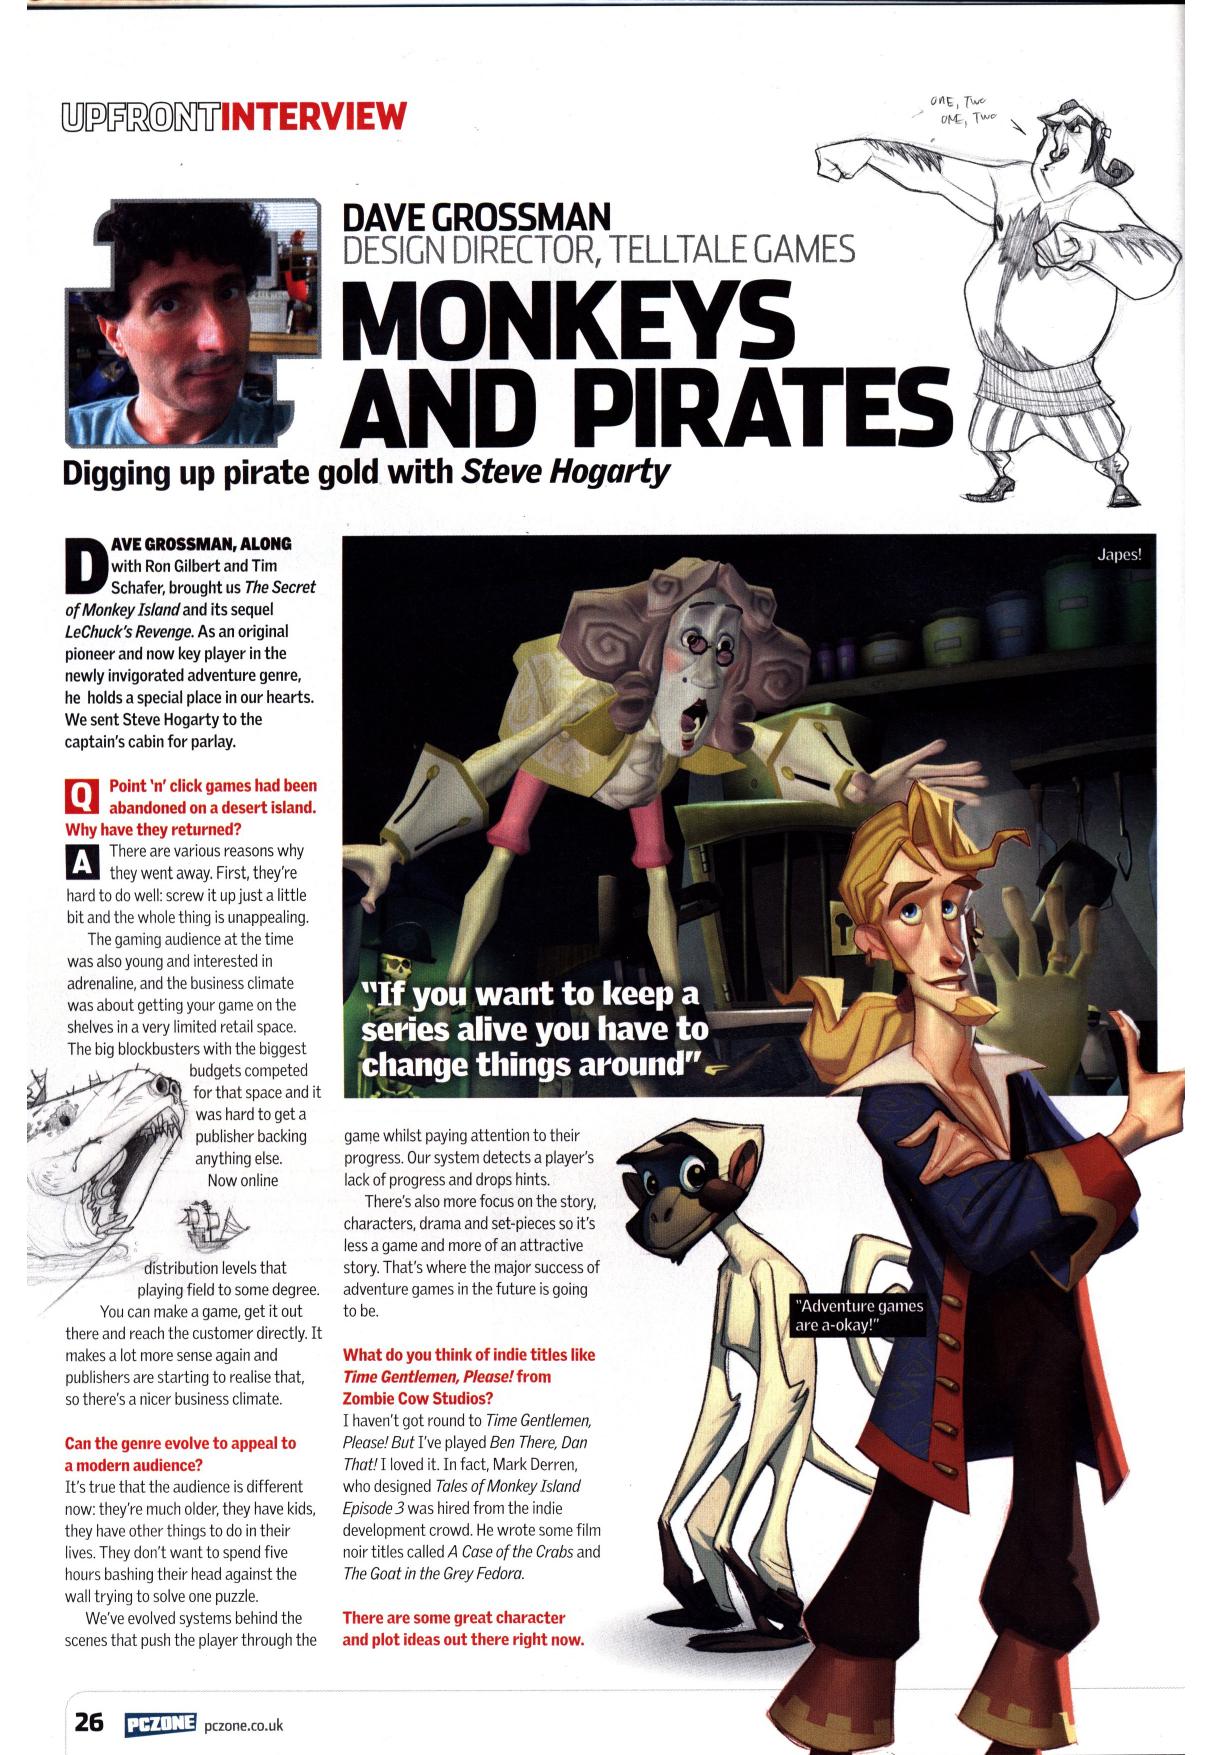 UPFRONTINTERVIEW
ONE, TWO
ONE, TWO
DAVE GROSSMAN
DESIGN DIRECTOR, TELLTALE GAMES
MONKEYS
AND PIRATES
Digging up pirate gold with Steve Hogarty
DAVE GROSSMAN, ALONG
with Ron Gilbert and Tim
Schafer, brought us The Secret
of Monkey Island and its sequel
LeChuck's Revenge. As an original
pioneer and now key player in the
newly invigorated adventure genre,
he holds a special place in our hearts.
We sent Steve Hogarty to the
captain's cabin for parlay.
Q Point 'n' click games had been
abandoned on a desert island.
Why have they returned?
A There are various reasons why
they went away. First, they're
hard to do well: screw it up just a little
bit and the whole thing is unappealing.
The gaming audience at the time
was also young and interested in
adrenaline, and the business climate
was about getting your game on the
shelves in a very limited retail space.
The big blockbusters with the biggest
budgets competed
for that space and it
was hard to get a
publisher backing
anything else.
Now online
distribution levels that
playing field to some degree.
You can make a game, get it out
there and reach the customer directly. It
makes a lot more sense again and
publishers are starting to realise that,
so there's a nicer business climate.
Can the genre evolve to appeal to
a modern audience?
It's true that the audience is different
now: they're much older, they have kids,
they have other things to do in their
lives. They don't want to spend five
hours bashing their head against the
wall trying to solve one puzzle.
We've evolved systems behind the
scenes that push the player through the
Japes!
"If you want to keep a
series alive you have to
change things around"
game whilst paying attention to their
progress. Our system detects a player's
lack of progress and drops hints.
There's also more focus on the story,
characters, drama and set-pieces so it's
less a game and more of an attractive
story. That's where the major success of
adventure games in the future is going
to be.
What do you think of indie titles like
Time Gentlemen, Please! from
Zombie Cow Studios?
I haven't got round to Time Gentlemen,
Please! But I've played Ben There, Dan
That! I loved it. In fact, Mark Derren,
who designed Tales of Monkey Island
Episode 3 was hired from the indie
development crowd. He wrote some film
noir titles called A Case of the Crabs and
The Goat in the Grey Fedora.
There are some great character
and plot ideas out there right now.
"Adventure games
are a-okay!"
26 PCZONE pczone.co.uk